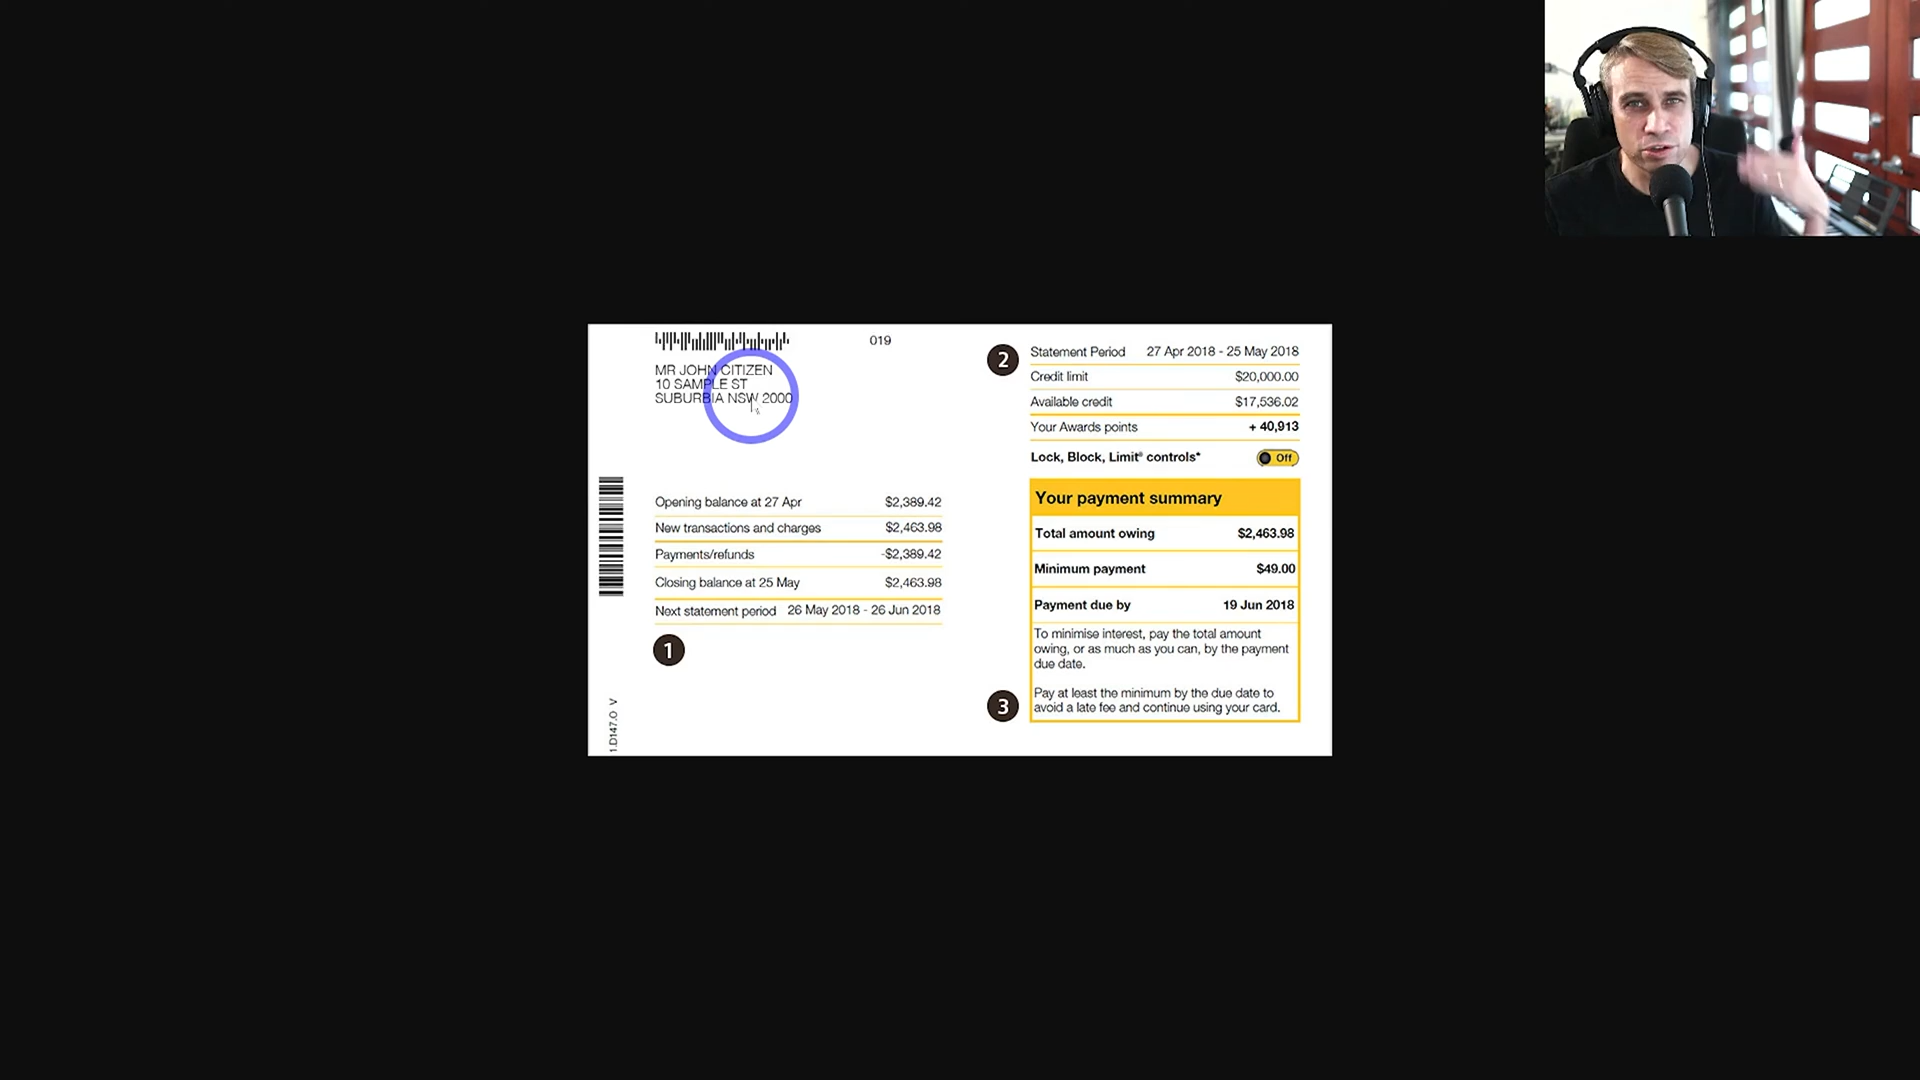 019
MR JOHN CITIZEN
10 SAMPLE ST
SUBURBIA NSW 2000
Opening balance at 27 Apr $2,389.42
New transactions and charges $2,463.98
Payments/refunds -$2,389.42
Closing balance at 25 May $2,463.98
Next statement period 26 May 2018 - 26 Jun 2018
1
1.D147.O V
2
Statement Period 27 Apr 2018 - 25 May 2018
Credit limit $20,000.00
Available credit $17,536.02
Your Awards points + 40,913
Lock, Block, Limit® controls* Off
Your payment summary
Total amount owing $2,463.98
Minimum payment $49.00
Payment due by 19 Jun 2018
To minimise interest, pay the total amount
owing, or as much as you can, by the payment
due date.
3
Pay at least the minimum by the due date to
avoid a late fee and continue using your card.